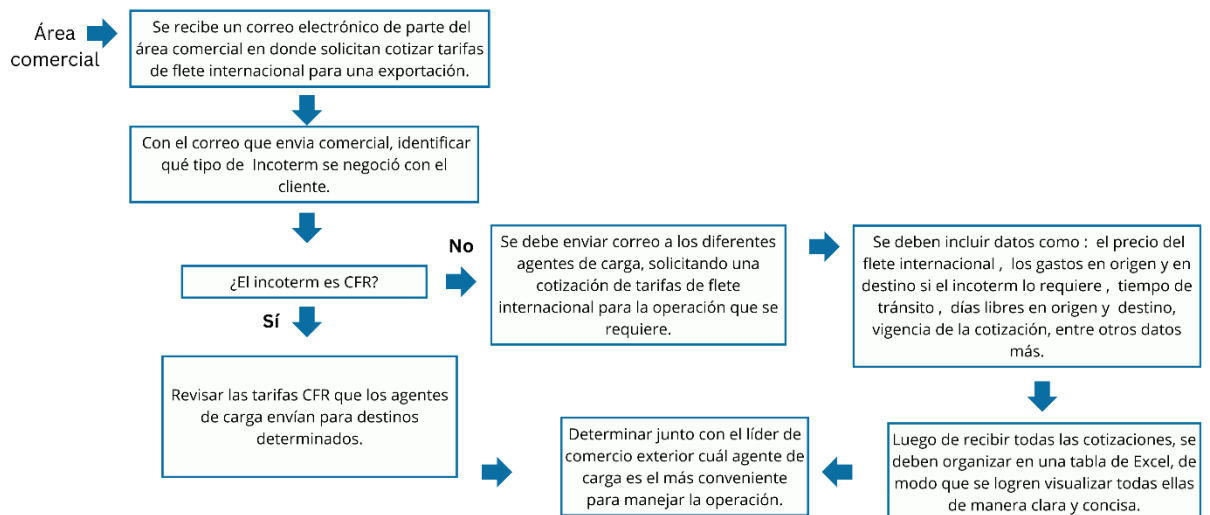 Área
comercial
Se recibe un correo electrónico de parte del
área comercial en donde solicitan cotizar tarifas
de flete internacional para una exportación.
Con el correo que envia comercial, identificar
qué tipo de Incoterm se negoció con el
cliente.
¿El incoterm es CFR?
No
Se debe enviar correo a los diferentes
agentes de carga, solicitando una
cotización de tarifas de flete
internacional para la operación que se
requiere.
Se deben incluir datos como : el precio del
flete internacional , los gastos en origen y en
destino si el incoterm lo requiere , tiempo de
tránsito , días libres en origen y destino,
vigencia de la cotización, entre otros datos
más.
Sí
Revisar las tarifas CFR que los agentes
de carga envían para destinos
determinados.
Determinar junto con el líder de
comercio exterior cuál agente de
carga es el más conveniente
para manejar la operación.
Luego de recibir todas las cotizaciones, se
deben organizar en una tabla de Excel, de
modo que se logren visualizar todas ellas
de manera clara y concisa.